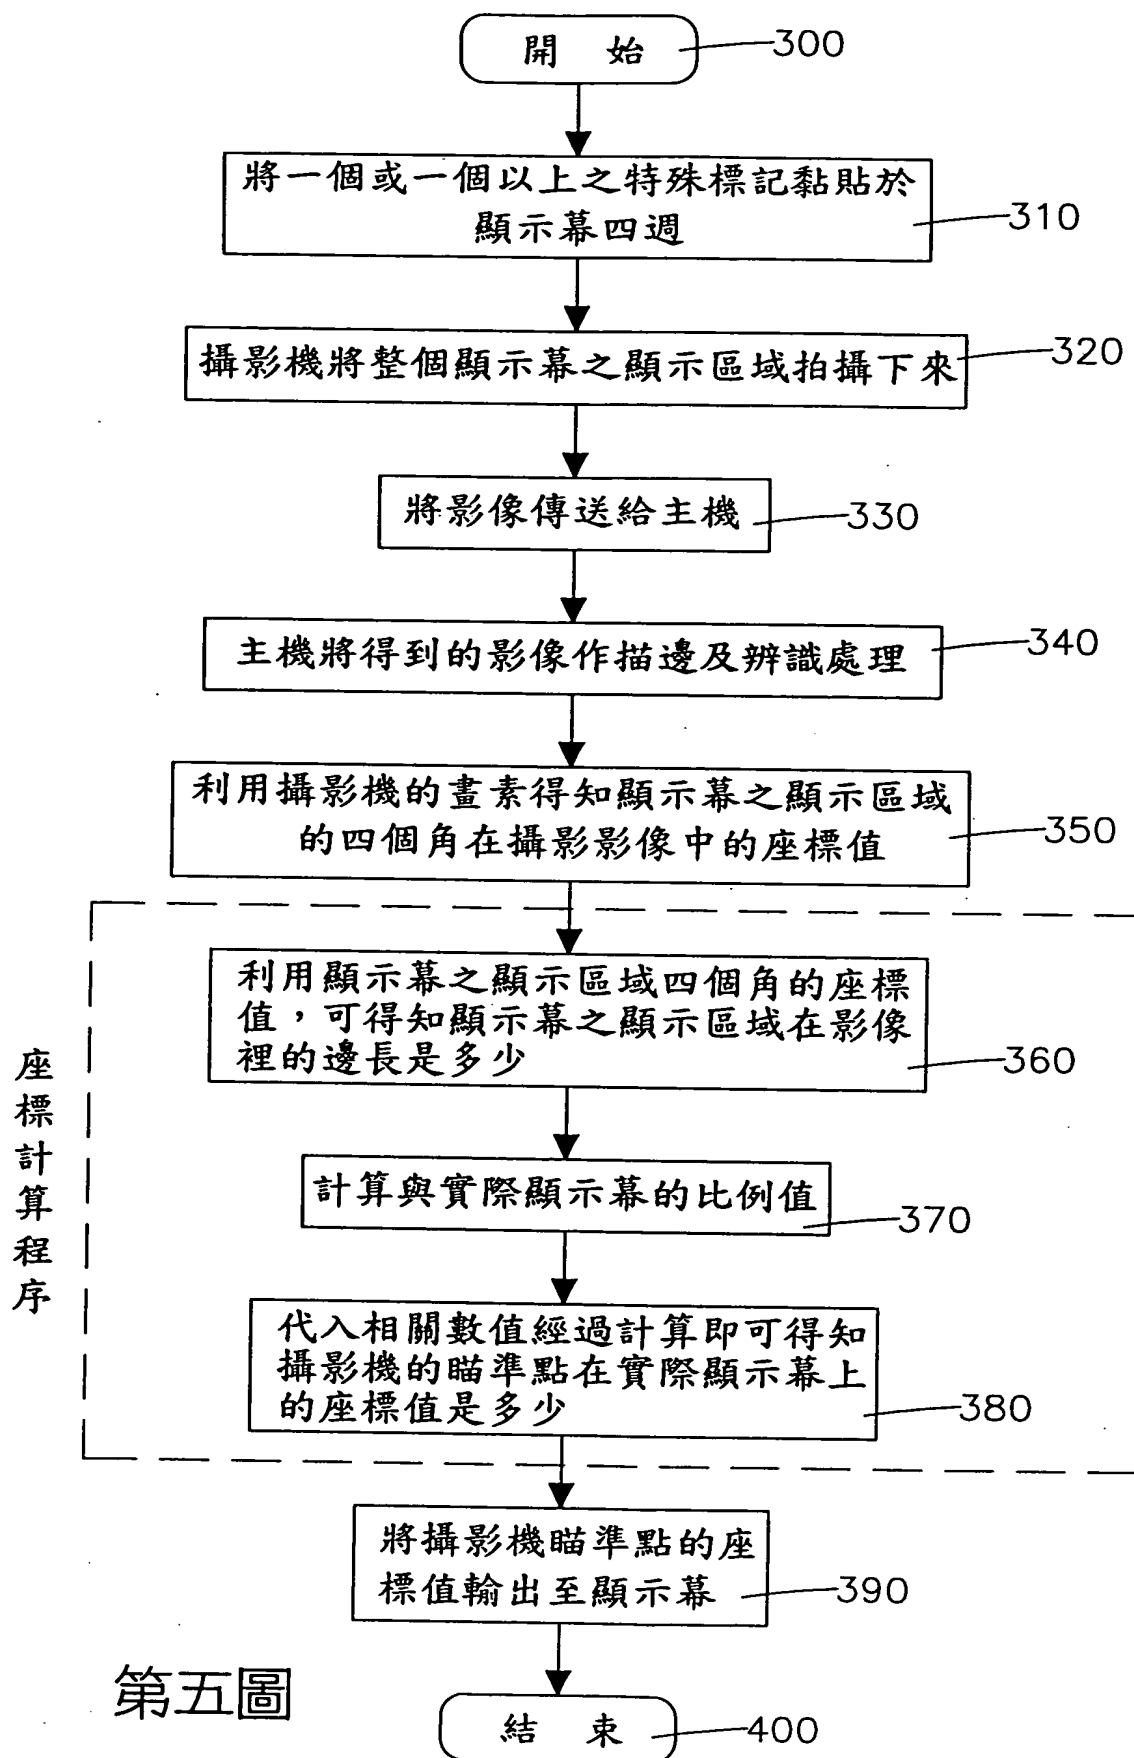 開 始
300
將一個或一個以上之特殊標記黏貼於
顯示幕四週
310
攝影機將整個顯示幕之顯示區域拍攝下來
320
將影像傳送給主機
330
主機將得到的影像作描邊及辨識處理
340
利用攝影機的畫素得知顯示幕之顯示區域
的四個角在攝影影像中的座標值
350
座標計算程序
利用顯示幕之顯示區域四個角的座標
值，可得知顯示幕之顯示區域在影像
裡的邊長是多少
360
計算與實際顯示幕的比例值
370
代入相關數值經過計算即可得知
攝影機的瞄準點在實際顯示幕上
的座標值是多少
380
將攝影機瞄準點的座
標值輸出至顯示幕
390
結 束
400
第五圖